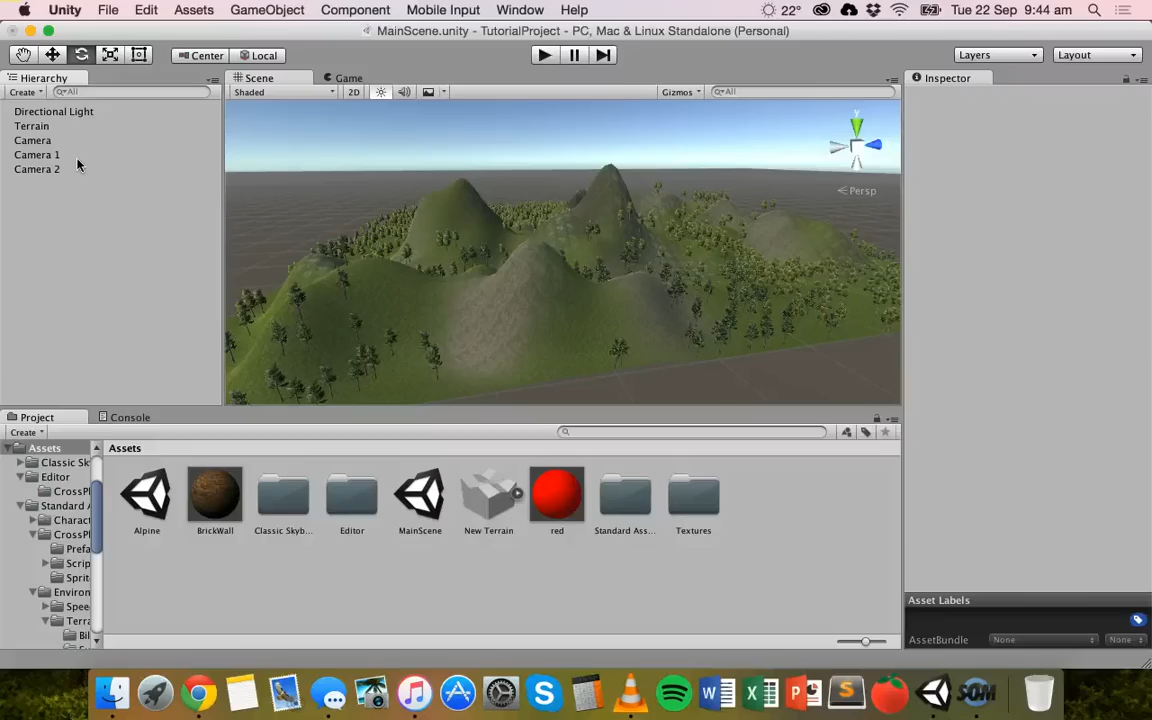 Unity File Edit Assets GameObject Component Mobile Input Window Help 22° Tue 22 Sep 9:44 am
MainScene.unity - TutorialProject - PC, Mac & Linux Standalone (Personal)
Center Local Layers Layout
Hierarchy Scene Game Inspector
Create All Shaded 2D Gizmos All
Directional Light
Terrain
Camera
Camera 1
Camera 2
y
Persp
Project Console
Create
Assets Assets
Classic Sk
Editor
CrossPl
Standard A
Charact
CrossPl
Prefa
Scrip
Sprit
Environ
Spee
Terra
Bil
Alpine BrickWall Classic Skyb... Editor MainScene New Terrain red Standard Ass... Textures
Asset Labels
AssetBundle None None
SOM